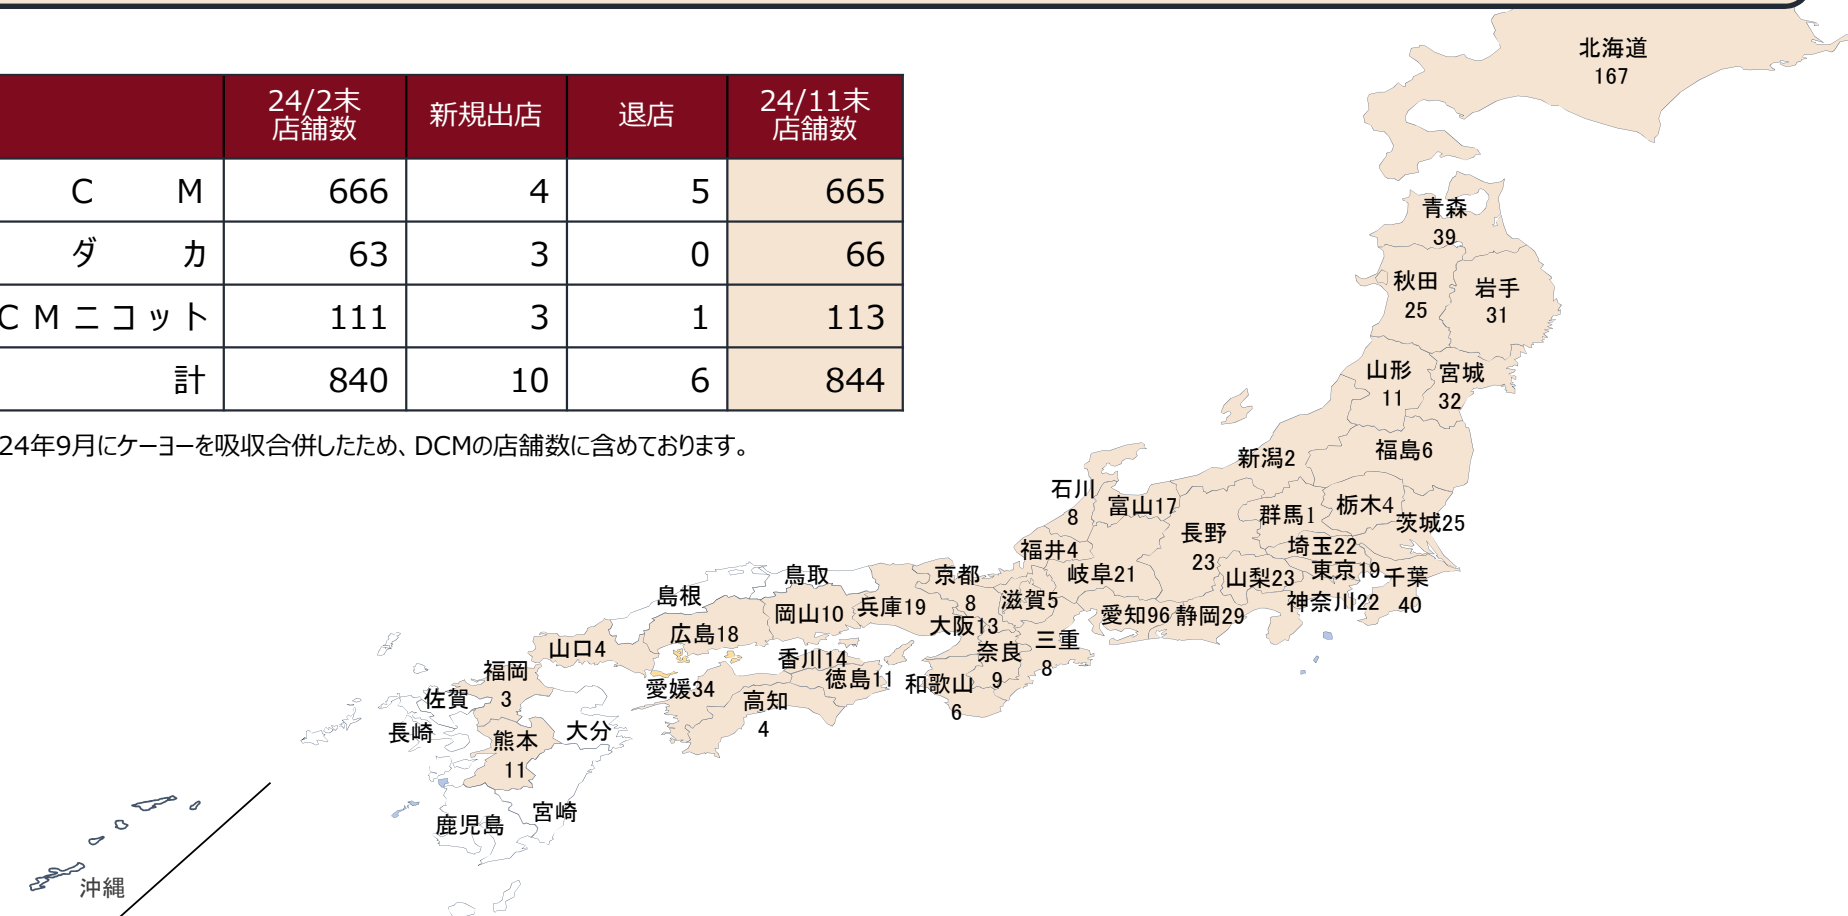 24/2末
店舗数
新規出店
退店
24/11末
店舗数
C M 666 4 5 665
ダ カ 63 3 0 66
C M ニ コ ッ ト 111 3 1 113
計 840 10 6 844
24年9月にケーヨーを吸収合併したため、DCMの店舗数に含めております。
北海道
167
青森
39
秋田
25
岩手
31
山形
11
宮城
32
新潟2
福島6
石川
8
富山17
長野
23
群馬1
栃木4
茨城25
福井4
埼玉22
岐阜21
山梨23
東京19
千葉
40
神奈川22
愛知96
静岡29
鳥取
島根
京都
8
滋賀5
岡山10
兵庫19
大阪13
広島18
山口4
奈良
9
三重
8
香川14
徳島11
和歌山
6
愛媛34
高知
4
福岡
3
佐賀
長崎
熊本
11
大分
宮崎
鹿児島
沖縄